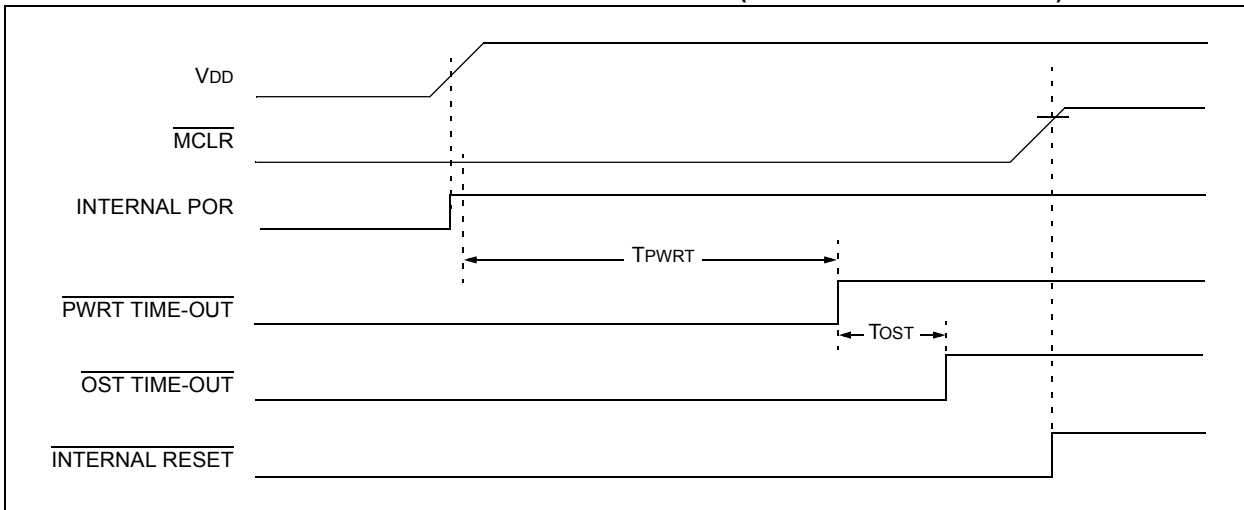 VDD
MCLR
INTERNAL POR
TPWRT
PWRT TIME-OUT
TOST
OST TIME-OUT
INTERNAL RESET